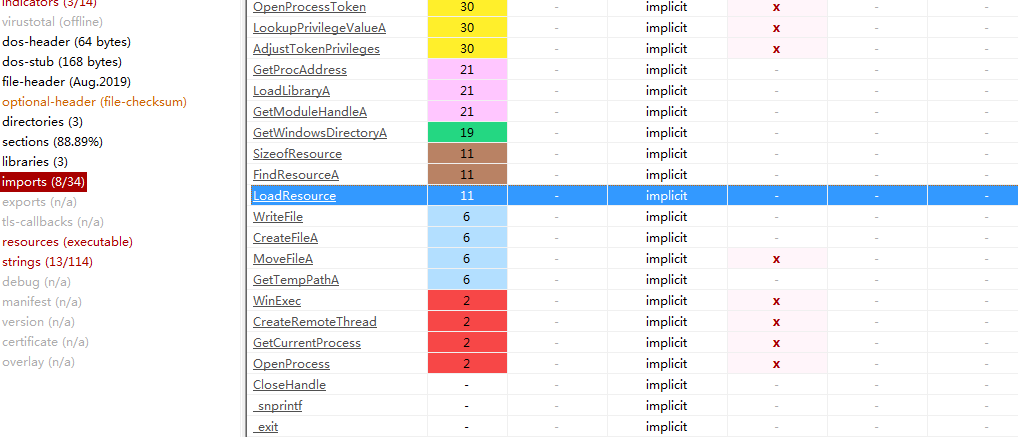 indicators (3/14)
virustotal (offline)
dos-header (64 bytes)
dos-stub (168 bytes)
file-header (Aug.2019)
optional-header (file-checksum)
directories (3)
sections (88.89%)
libraries (3)
imports (8/34)
exports (n/a)
tls-callbacks (n/a)
resources (executable)
strings (13/114)
debug (n/a)
manifest (n/a)
version (n/a)
certificate (n/a)
overlay (n/a)
OpenProcessToken 30 - implicit x - -
LookupPrivilegeValueA 30 - implicit x - -
AdjustTokenPrivileges 30 - implicit x - -
GetProcAddress 21 - implicit - - -
LoadLibraryA 21 - implicit - - -
GetModuleHandleA 21 - implicit - - -
GetWindowsDirectoryA 19 - implicit - - -
SizeofResource 11 - implicit - - -
FindResourceA 11 - implicit - - -
LoadResource 11 - implicit - - -
WriteFile 6 - implicit - - -
CreateFileA 6 - implicit - - -
MoveFileA 6 - implicit x - -
GetTempPathA 6 - implicit - - -
WinExec 2 - implicit x - -
CreateRemoteThread 2 - implicit x - -
GetCurrentProcess 2 - implicit x - -
OpenProcess 2 - implicit x - -
CloseHandle - - implicit - - -
_snprintf - - implicit - - -
_exit - - implicit - - -